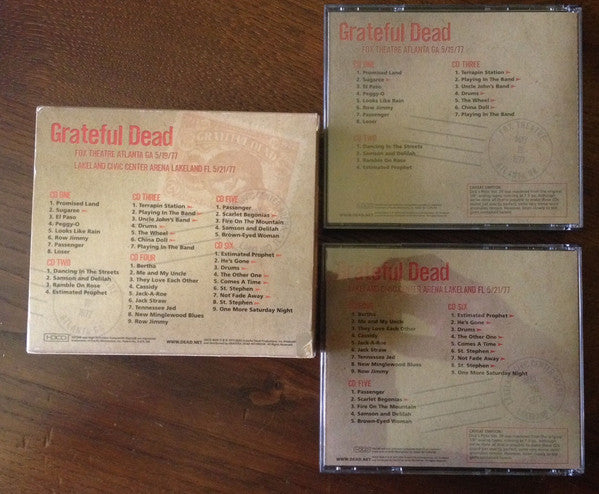 Grateful Dead
FOX THEATRE ATLANTA GA 5/19/77
LAKELAND CIVIC CENTER ARENA LAKELAND FL 5/21/77
CD ONE
1. Promised Land
2. Sugaree >
3. El Paso
4. Peggy-O
5. Looks Like Rain
6. Row Jimmy
7. Passenger
8. Loser
CD TWO
1. Dancing In The Streets
2. Samson and Delilah
3. Ramble On Rose
4. Estimated Prophet
CD THREE
1. Terrapin Station >
2. Playing In The Band >
3. Uncle John's Band >
4. Drums >
5. The Wheel >
6. China Doll >
7. Playing In The Band
CD FOUR
1. Bertha
2. Me and My Uncle
3. They Love Each Other
4. Cassidy
5. Jack-A-Roe
6. Jack Straw
7. Tennessee Jed
8. New Minglewood Blues
9. Row Jimmy
CD FIVE
1. Passenger
2. Scarlet Begonias >
3. Fire On The Mountain
4. Samson and Delilah
5. Brown-Eyed Woman
CD SIX
1. Estimated Prophet >
2. He's Gone >
3. Drums >
4. The Other One >
5. Comes A Time >
6. St. Stephen >
7. Not Fade Away >
8. St. Stephen >
9. One More Saturday Night
GRATEFUL DEAD
HDCD
WWW.DEAD.NET
Grateful Dead
FOX THEATRE ATLANTA GA 5/19/77
CD ONE
1. Promised Land
2. Sugaree >
3. El Paso
4. Peggy-O
5. Looks Like Rain
6. Row Jimmy
7. Passenger
8. Loser
CD TWO
1. Dancing In The Streets
2. Samson and Delilah
3. Ramble On Rose
4. Estimated Prophet
CD THREE
1. Terrapin Station >
2. Playing In The Band >
3. Uncle John's Band >
4. Drums >
5. The Wheel >
6. China Doll >
7. Playing In The Band
CAVEAT EMPTOR:
Grateful Dead
LAKELAND CIVIC CENTER ARENA LAKELAND FL 5/21/77
1. Bertha
2. Me and My Uncle
3. They Love Each Other
4. Cassidy
5. Jack-A-Roe
6. Jack Straw
7. Tennessee Jed
8. New Minglewood Blues
9. Row Jimmy
CD FIVE
1. Passenger
2. Scarlet Begonias >
3. Fire On The Mountain
4. Samson and Delilah
5. Brown-Eyed Woman
CD SIX
1. Estimated Prophet >
2. He's Gone >
3. Drums >
4. The Other One >
5. Comes A Time >
6. St. Stephen >
7. Not Fade Away >
8. St. Stephen >
9. One More Saturday Night
CAVEAT EMPTOR:
HDCD
WWW.DEAD.NET